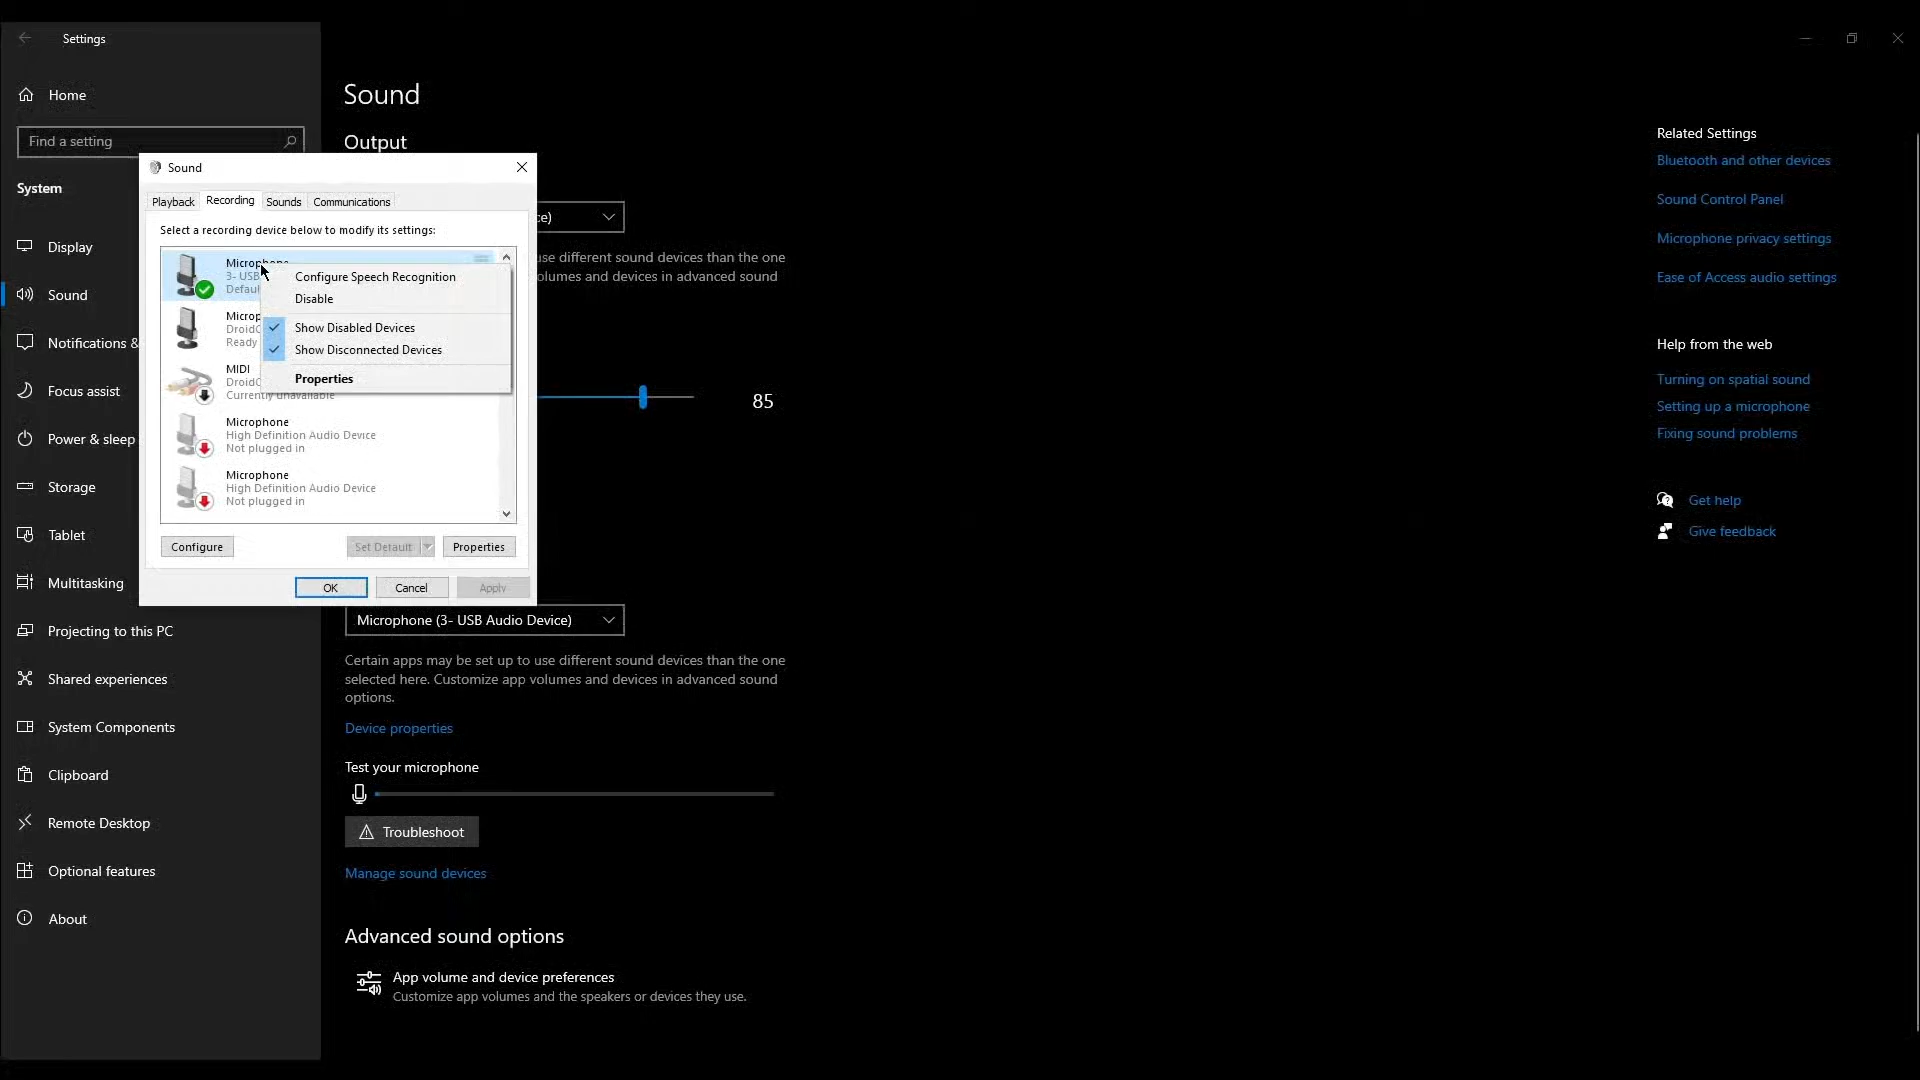 Settings
Home
Find a setting
System
Display
Sound
Notifications &
Focus assist
Power & sleep
Storage
Tablet
Multitasking
Projecting to this PC
Shared experiences
System Components
Clipboard
Remote Desktop
Optional features
About
Sound
Output
use different sound devices than the one
olumes and devices in advanced sound
85
Sound
Playback Recording Sounds Communications
Select a recording device below to modify its settings:
Microphone
3- USB
Configure Speech Recognition
Disable
Show Disabled Devices
Show Disconnected Devices
Properties
Ready
MIDI
Currently unavailable
Microphone
High Definition Audio Device
Not plugged in
Microphone
High Definition Audio Device
Not plugged in
Configure
Set Default
Properties
OK
Cancel
Apply
Microphone (3- USB Audio Device)
Certain apps may be set up to use different sound devices than the one
selected here. Customize app volumes and devices in advanced sound
options.
Device properties
Test your microphone
Troubleshoot
Manage sound devices
Advanced sound options
App volume and device preferences
Customize app volumes and the speakers or devices they use.
Related Settings
Bluetooth and other devices
Sound Control Panel
Microphone privacy settings
Ease of Access audio settings
Help from the web
Turning on spatial sound
Setting up a microphone
Fixing sound problems
Get help
Give feedback